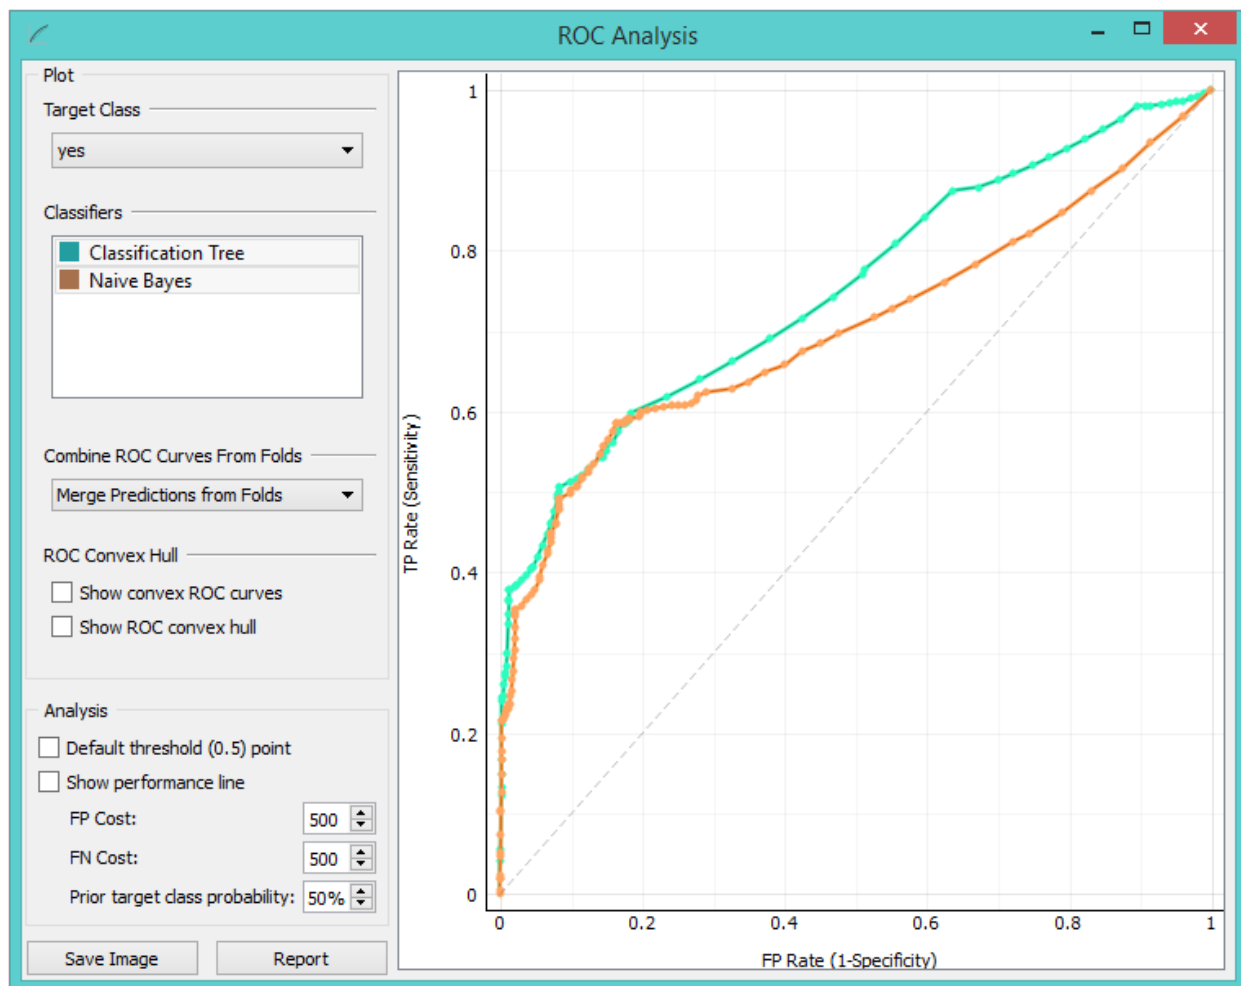 ROC Analysis
Plot
Target Class
yes
Classifiers
Classification Tree
Naive Bayes
Combine ROC Curves From Folds
Merge Predictions from Folds
ROC Convex Hull
Show convex ROC curves
Show ROC convex hull
Analysis
Default threshold (0.5) point
Show performance line
FP Cost: 500
FN Cost: 500
Prior target class probability: 50%
Save Image Report
TP Rate (Sensitivity)
1
0.8
0.6
0.4
0.2
0
0 0.2 0.4 0.6 0.8 1
FP Rate (1-Specificity)